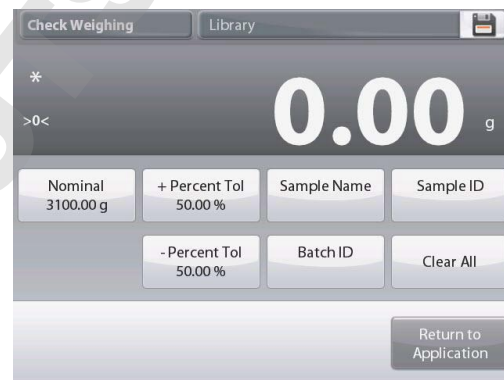 Check Weighing
Library
*
>0<
0.00 g
Nominal
3100.00 g
+ Percent Tol
50.00 %
Sample Name
Sample ID
- Percent Tol
50.00 %
Batch ID
Clear All
Return to
Application